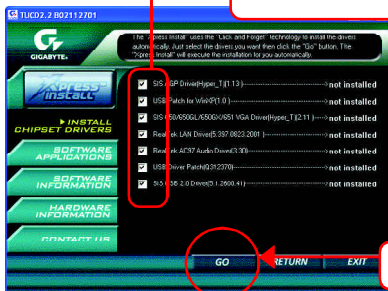 TUCD2.2 B02112701
GIGABYTE™
The "Xpress Install" uses the "Click and Forget" technology to install the drivers
automatically. Just select the drivers you want then click the "Go" button. The
"Xpress Install" will execute the installation for you automatically.
Xpress
INSTALL
SIS AGP Driver(Hyper_T)(1.13) not installed
USB Patch for WinXP(1.0) not installed
INSTALL
CHIPSET DRIVERS
SIS 650/650GL/650GX/651 VGA Driver(Hyper_T)(2.11) not installed
Realtek LAN Driver(5.397.0823.2001) not installed
SOFTWARE
APPLICATIONS
Realtek AC97 Audio Driver(3.30) not installed
USB Driver Patch(Q312370) not installed
SOFTWARE
INFORMATION
SIS USB 2.0 Driver(5.1.2600.41) not installed
HARDWARE
INFORMATION
CONTACT US
GO RETURN EXIT